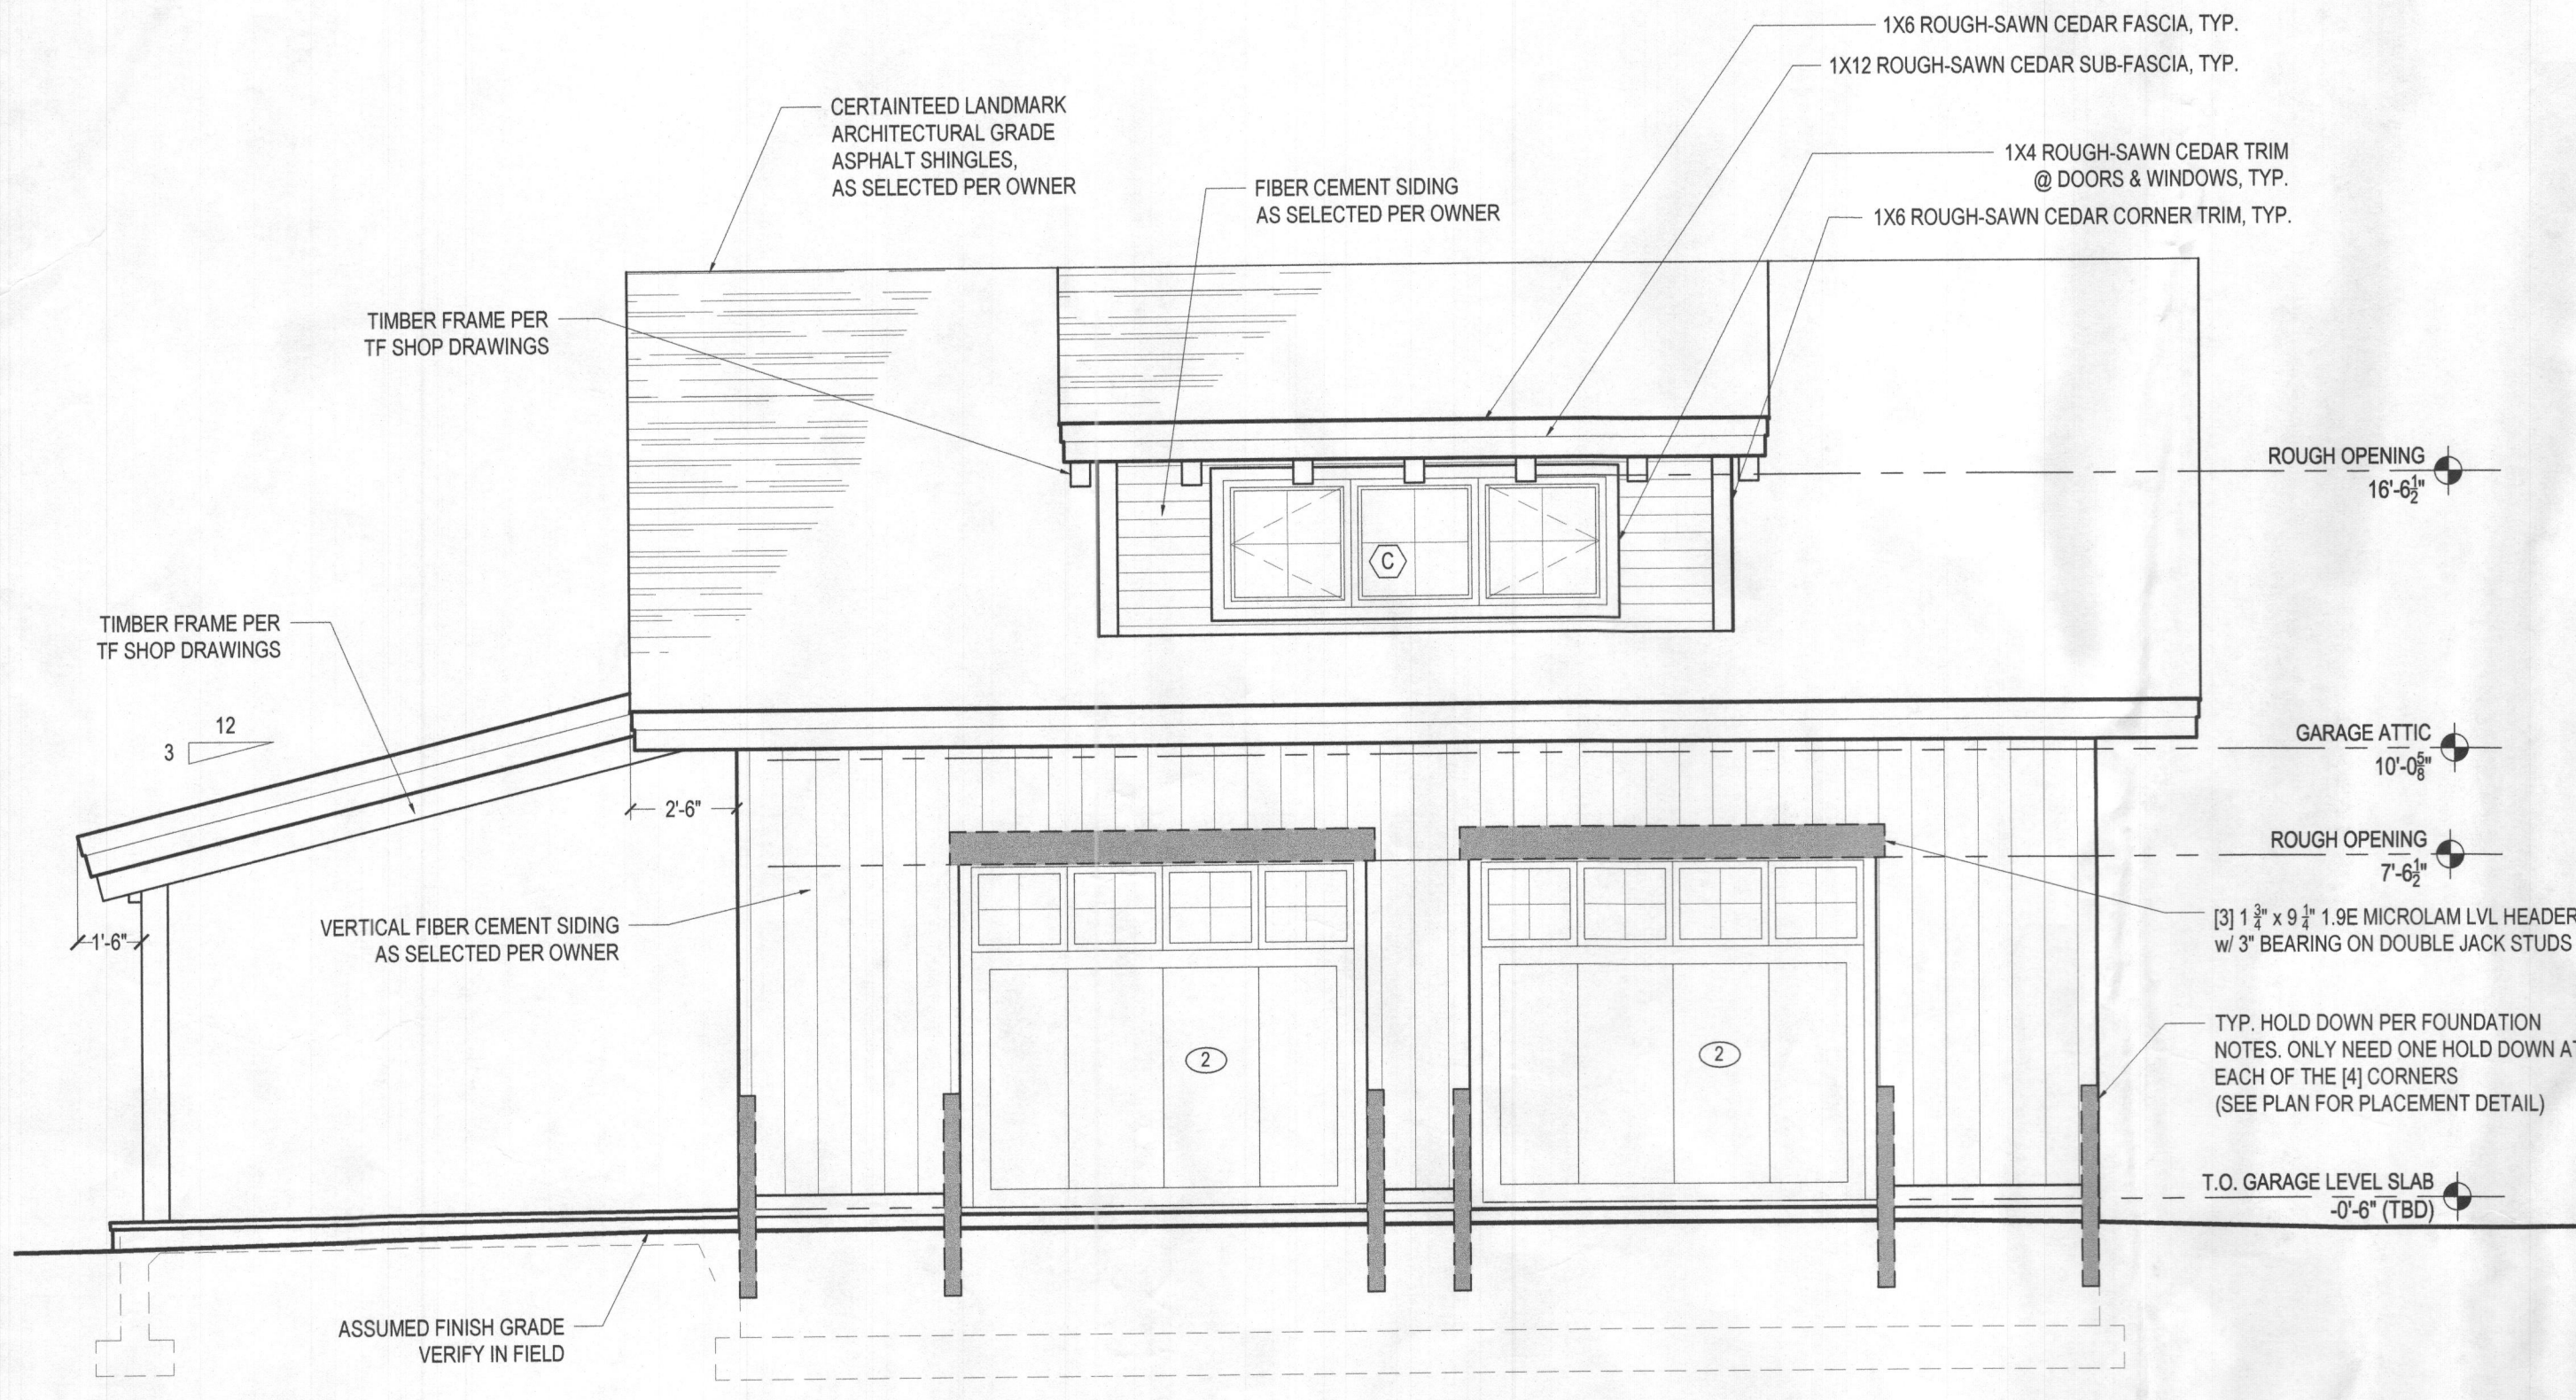 1X6 ROUGH-SAWN CEDAR FASCIA, TYP.
1X12 ROUGH-SAWN CEDAR SUB-FASCIA, TYP.
CERTAINTEED LANDMARK
ARCHITECTURAL GRADE
ASPHALT SHINGLES,
AS SELECTED PER OWNER
FIBER CEMENT SIDING
AS SELECTED PER OWNER
1X4 ROUGH-SAWN CEDAR TRIM
@ DOORS & WINDOWS, TYP.
1X6 ROUGH-SAWN CEDAR CORNER TRIM, TYP.
TIMBER FRAME PER
TF SHOP DRAWINGS
ROUGH OPENING
16'-6½"
C
TIMBER FRAME PER
TF SHOP DRAWINGS
12
3
GARAGE ATTIC
10'-0⅝"
2'-6"
ROUGH OPENING
7'-6½"
VERTICAL FIBER CEMENT SIDING
AS SELECTED PER OWNER
1'-6"
[3] 1 ¾" x 9 ¼" 1.9E MICROLAM LVL HEADER
w/ 3" BEARING ON DOUBLE JACK STUDS
2
2
TYP. HOLD DOWN PER FOUNDATION
NOTES. ONLY NEED ONE HOLD DOWN AT
EACH OF THE [4] CORNERS
(SEE PLAN FOR PLACEMENT DETAIL)
T.O. GARAGE LEVEL SLAB
-0'-6" (TBD)
ASSUMED FINISH GRADE
VERIFY IN FIELD